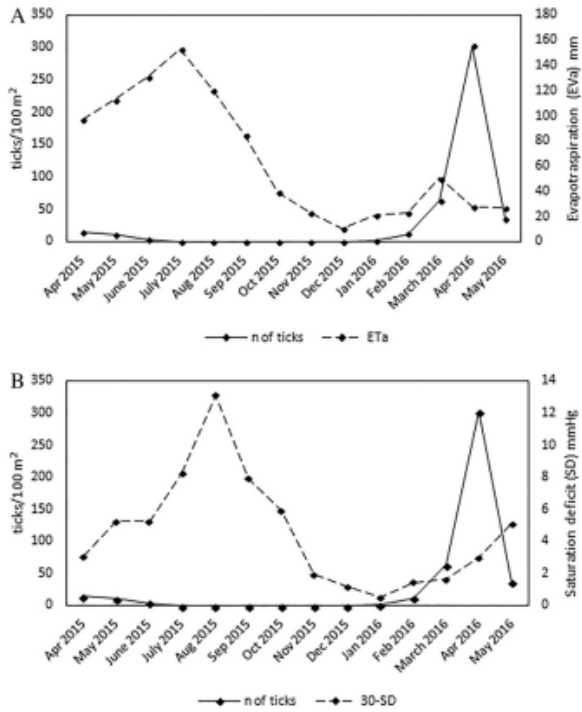 A
350
300
250
200
150
100
50
0
ticks/100 m²
180
160
140
120
100
80
60
40
20
0
Evapotraspiration (EVa) mm
Apr 2015
May 2015
June 2015
July 2015
Aug 2015
Sep 2015
Oct 2015
Nov 2015
Dec 2015
Jan 2016
Feb 2016
March 2016
Apr 2016
May 2016
n of ticks
ETa
B
350
300
250
200
150
100
50
0
ticks/100 m²
14
12
10
8
6
4
2
0
Saturation deficit (SD) mmHg
Apr 2015
May 2015
June 2015
July 2015
Aug 2015
Sep 2015
Oct 2015
Nov 2015
Dec 2015
Jan 2016
Feb 2016
March 2016
Apr 2016
May 2016
n of ticks
30-SD